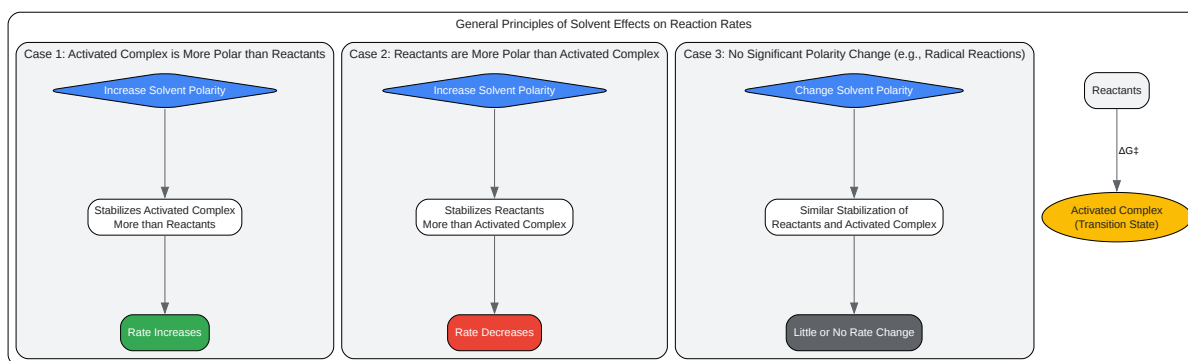 General Principles of Solvent Effects on Reaction Rates
Case 1: Activated Complex is More Polar than Reactants
Increase Solvent Polarity
Stabilizes Activated Complex
More than Reactants
Rate Increases
Case 2: Reactants are More Polar than Activated Complex
Increase Solvent Polarity
Stabilizes Reactants
More than Activated Complex
Rate Decreases
Case 3: No Significant Polarity Change (e.g., Radical Reactions)
Change Solvent Polarity
Similar Stabilization of
Reactants and Activated Complex
Little or No Rate Change
Reactants
ΔG‡
Activated Complex
(Transition State)